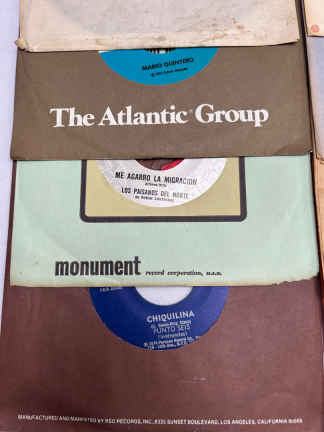 MARIO QUINTERO
The Atlantic® Group
ME AGARRO LA MIGRACION
LOS PAISANOS DEL NORTE
monument record corporation, u.s.a.
CHIQUILINA
PUNTO SEIS
MANUFACTURED AND MARKETED BY RSO RECORDS, INC., 8335 SUNSET BOULEVARD, LOS ANGELES, CALIFORNIA 90069